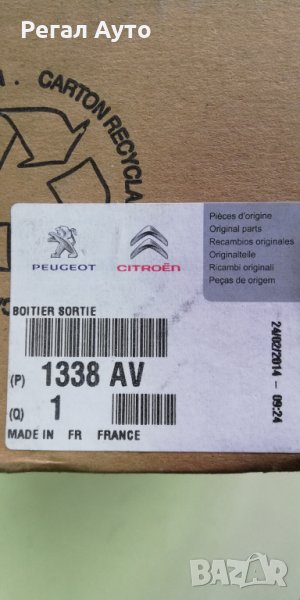 Регал Ауто
CARTON RECYCLA
PEUGEOT
CITROËN
Pièces d'origine
Original parts
Recambios originales
Originalteile
Ricambi originali
Peças de origem
BOITIER SORTIE
(P) 1338 AV
(Q) 1
MADE IN FR FRANCE
24/02/2014 - 09:24
BAZAR